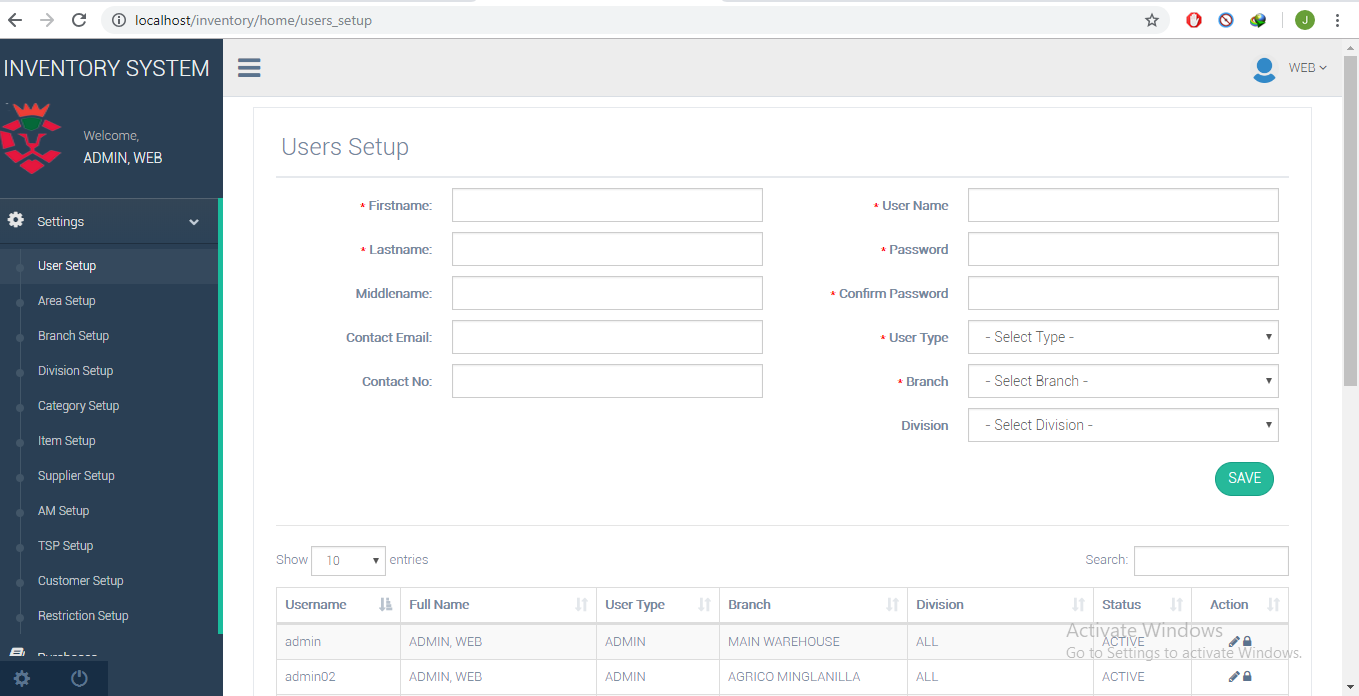 localhost/inventory/home/users_setup
J
INVENTORY SYSTEM
WEB
Welcome,
ADMIN, WEB
Settings
User Setup
Area Setup
Branch Setup
Division Setup
Category Setup
Item Setup
Supplier Setup
AM Setup
TSP Setup
Customer Setup
Restriction Setup
Purchases
Users Setup
* Firstname:
* User Name
* Lastname:
* Password
Middlename:
* Confirm Password
Contact Email:
* User Type - Select Type -
Contact No:
* Branch - Select Branch -
Division - Select Division -
SAVE
Show 10 entries Search:
Username Full Name User Type Branch Division Status Action
admin ADMIN, WEB ADMIN MAIN WAREHOUSE ALL ACTIVE
admin02 ADMIN, WEB ADMIN AGRICO MINGLANILLA ALL ACTIVE
Activate Windows
Go to Settings to activate Windows.